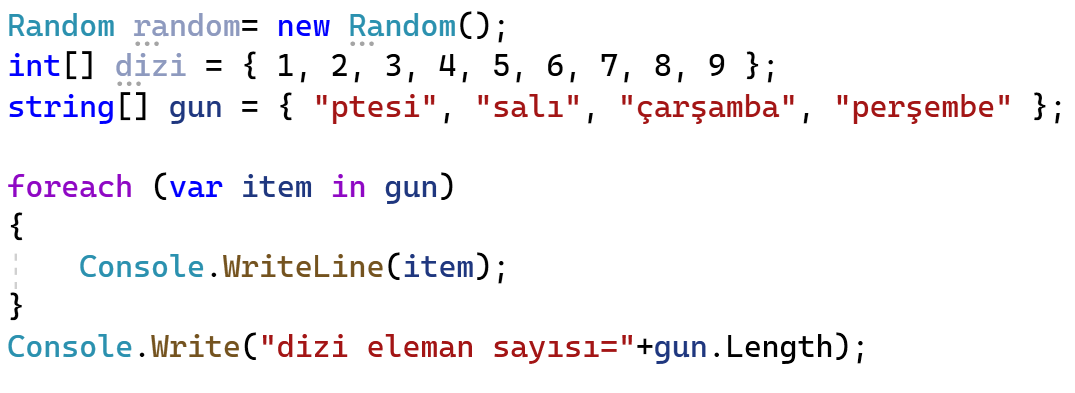 Random random= new Random();
int[] dizi = { 1, 2, 3, 4, 5, 6, 7, 8, 9 };
string[] gun = { "ptesi", "salı", "çarşamba", "perşembe" };
foreach (var item in gun)
{
    Console.WriteLine(item);
}
Console.Write("dizi eleman sayısı="+gun.Length);